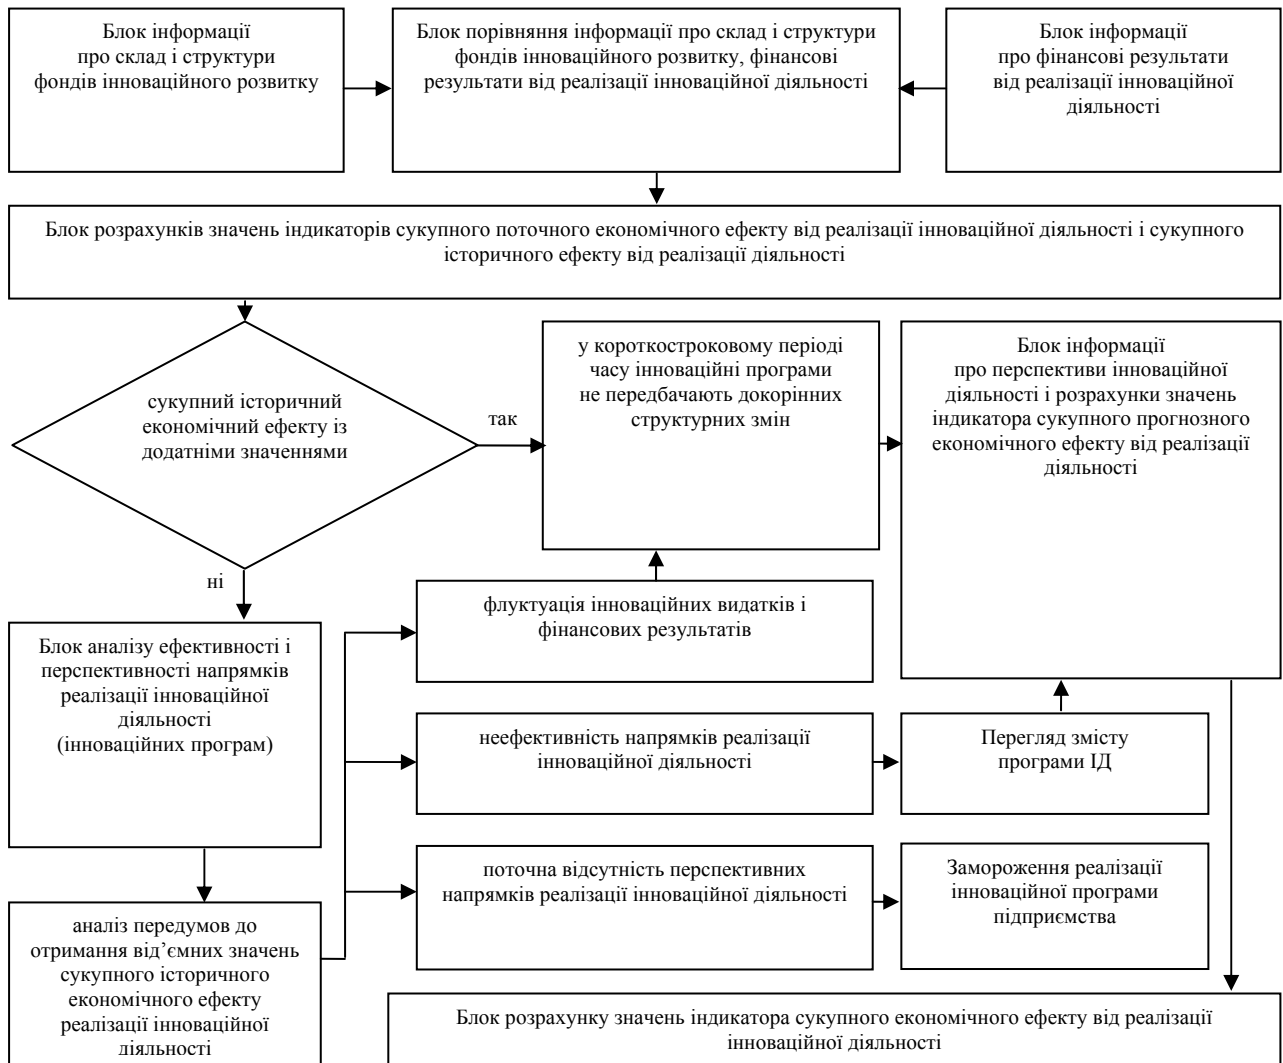 Блок інформації
про склад і структури
фондів інноваційного розвитку
Блок порівняння інформації про склад і структури
фондів інноваційного розвитку, фінансові
результати від реалізації інноваційної діяльності
Блок інформації
про фінансові результати
від реалізації інноваційної
діяльності
Блок розрахунків значень індикаторів сукупного поточного економічного ефекту від реалізації інноваційної діяльності і сукупного
історичного ефекту від реалізації діяльності
сукупний історичний
економічний ефекту із
додатніми значеннями
так
у короткостроковому періоді
часу інноваційні програми
не передбачають докорінних
структурних змін
Блок інформації
про перспективи інноваційної
діяльності і розрахунки значень
індикатора сукупного прогнозного
економічного ефекту від реалізації
діяльності
ні
Блок аналізу ефективності і
перспективності напрямків
реалізації інноваційної
діяльності
(інноваційних програм)
флуктуація інноваційних видатків і
фінансових результатів
неефективність напрямків реалізації
інноваційної діяльності
Перегляд змісту
програми ІД
поточна відсутність перспективних
напрямків реалізації інноваційної діяльності
Замороження реалізації
інноваційної програми
підприємства
аналіз передумов до
отримання від’ємних значень
сукупного історичного
економічного ефекту
реалізації інноваційної
діяльності
Блок розрахунку значень індикатора сукупного економічного ефекту від реалізації
інноваційної діяльності